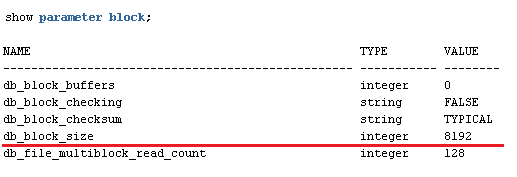 show parameter block;
NAME TYPE VALUE
-------------------------------------------------- ----------- --------
db_block_buffers integer 0
db_block_checking string FALSE
db_block_checksum string TYPICAL
db_block_size integer 8192
db_file_multiblock_read_count integer 128